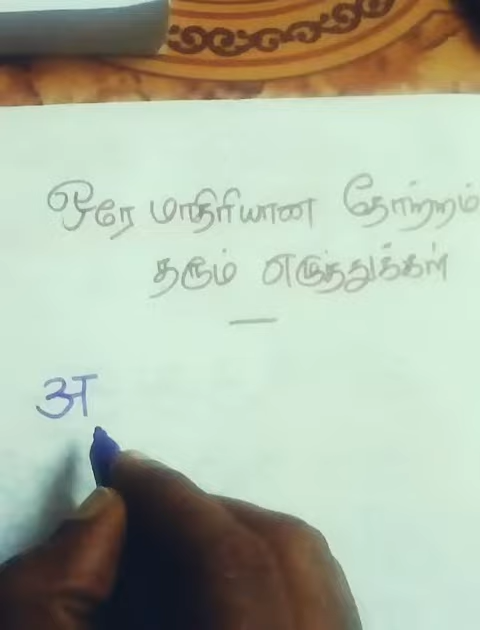 ஒரே மாதிரியான தோற்றம்
தரும் எழுத்துக்கள்
अ